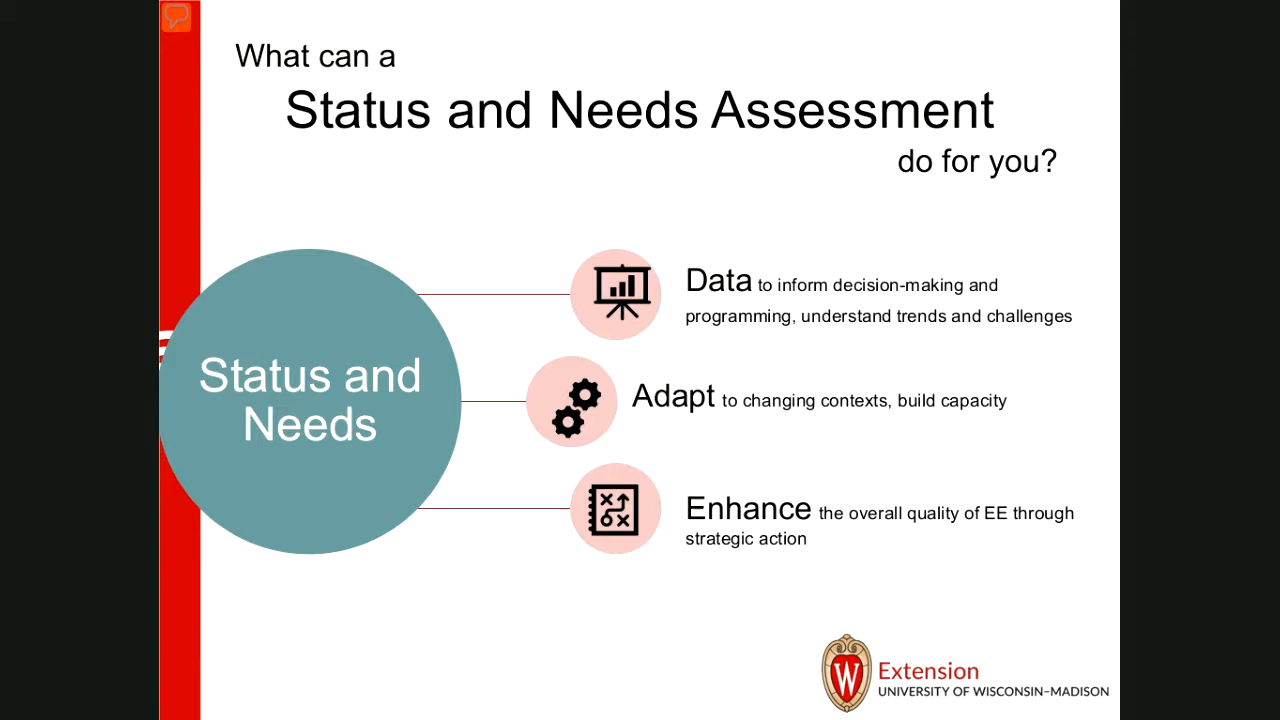 What can a
Status and Needs Assessment
do for you?
Status and
Needs
Data to inform decision-making and
programming, understand trends and challenges
Adapt to changing contexts, build capacity
Enhance the overall quality of EE through
strategic action
W
Extension
UNIVERSITY OF WISCONSIN–MADISON